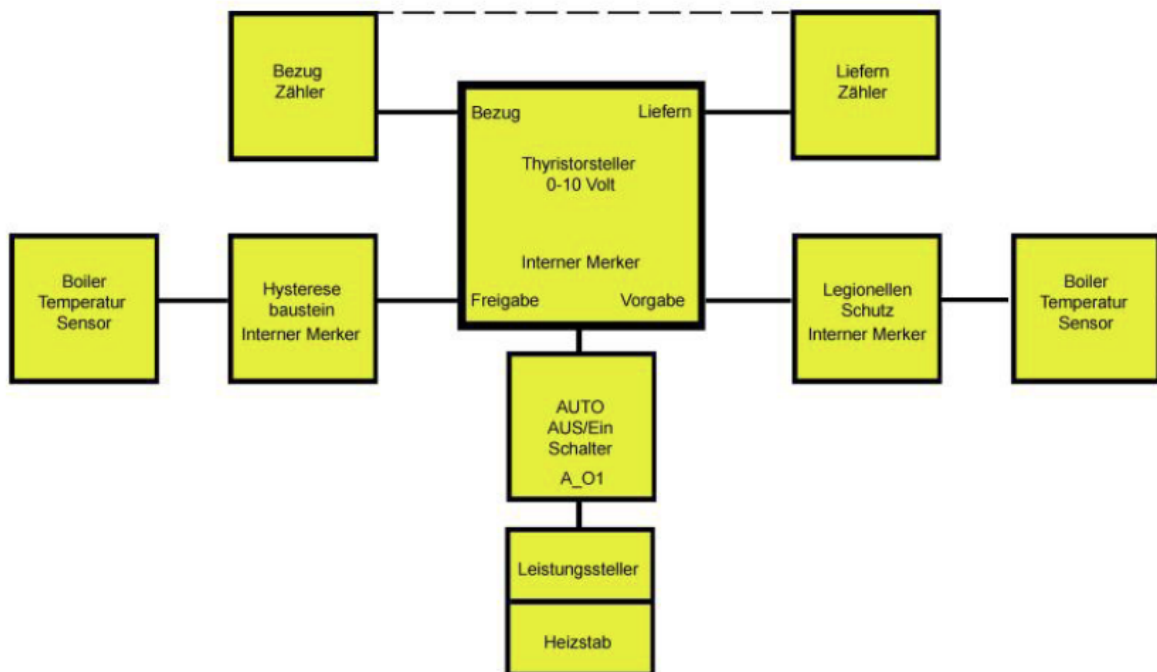 Bezug
Zähler
Liefern
Zähler
Bezug
Liefern
Thyristorsteller
0-10 Volt
Interner Merker
Freigabe
Vorgabe
Boiler
Temperatur
Sensor
Hysterese
baustein
Interner Merker
Legionellen
Schutz
Interner Merker
Boiler
Temperatur
Sensor
AUTO
AUS/Ein
Schalter
A_O1
Leistungssteller
Heizstab